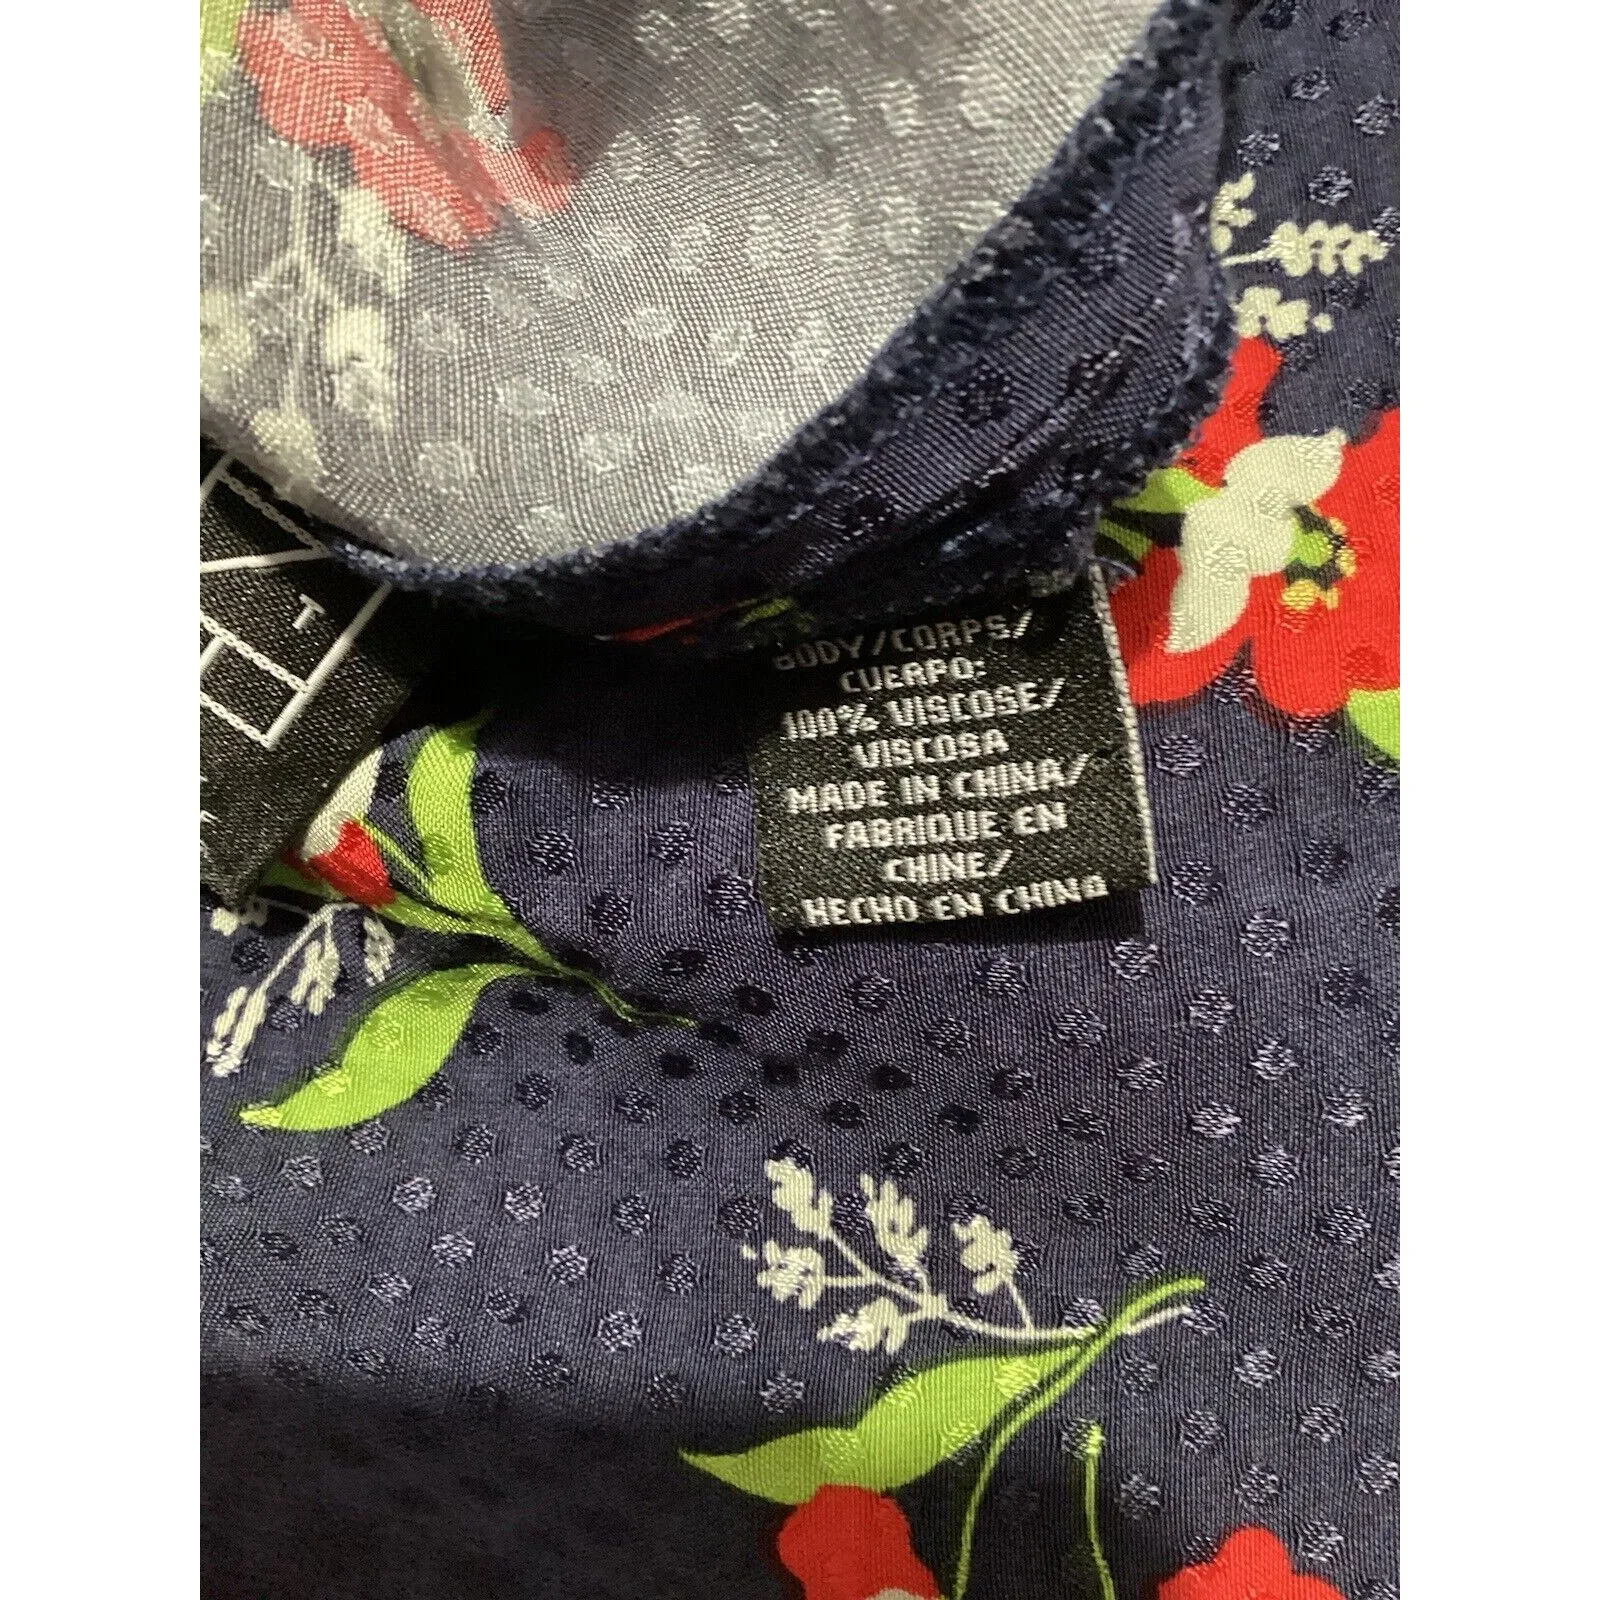 BODY/CORPS/
CUERPO:
100% VISCOSE/
VISCOSA
MADE IN CHINA/
FABRIQUE EN
CHINE/
HECHO EN CHINA